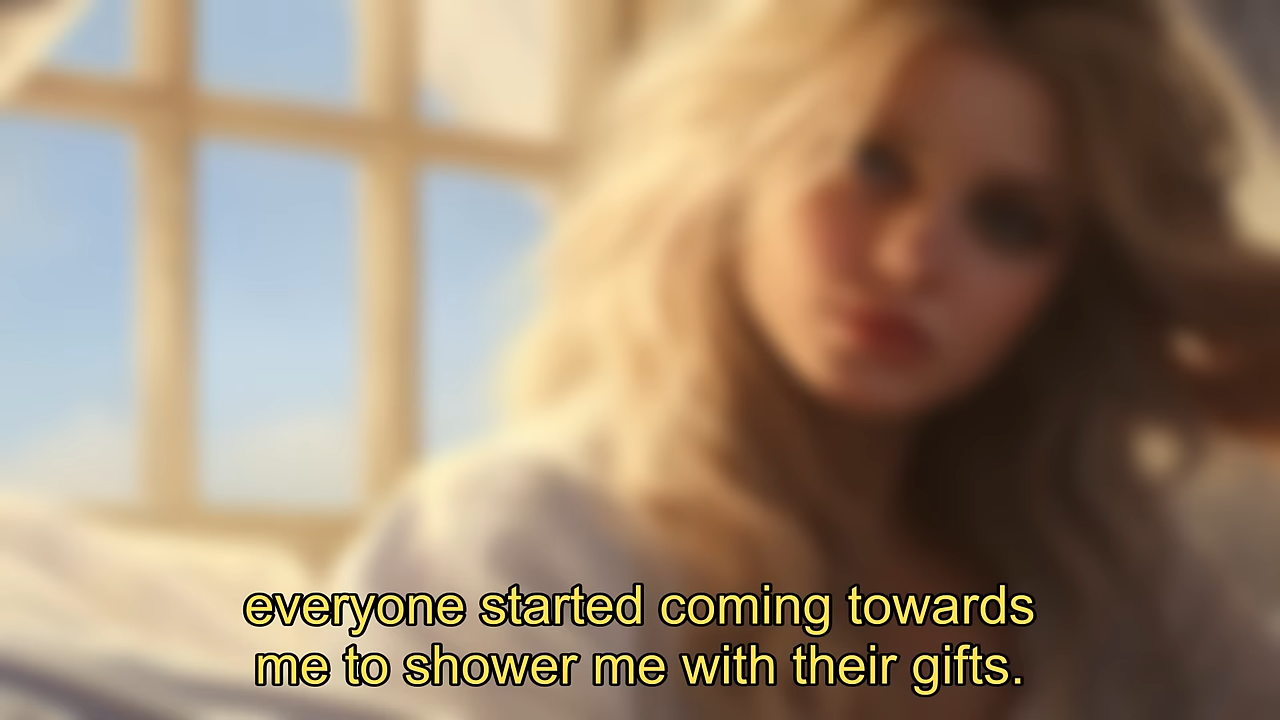 everyone started coming towards
me to shower me with their gifts.